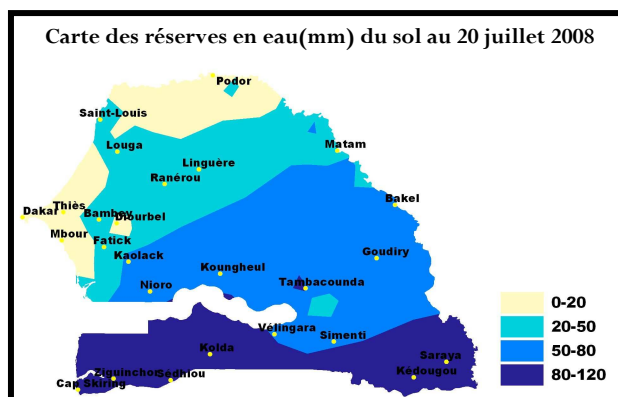 Carte des réserves en eau(mm) du sol au 20 juillet 2008
Podor
Saint-Louis
Louga
Matam
Linguère
Ranérou
Bakel
Thiès
Dakar
Bambey
Diourbel
Mbour
Fatick
Kaolack
Goudiry
Koungheul
Nioro
Tambacounda
0-20
20-50
Vélingara
Simenti
50-80
Kolda
Saraya
80-120
Ziguinchor
Sédhiou
Kédougou
Cap Skiring